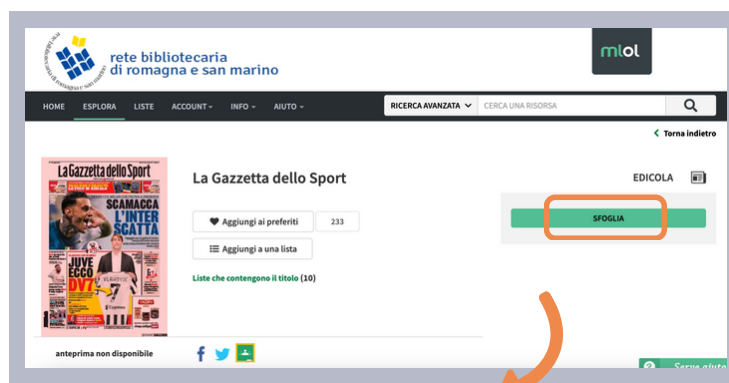 rete bibliotecaria
di romagna e san marino
mlol
HOME ESPLORA LISTE ACCOUNT INFO AIUTO RICERCA AVANZATA CERCA UNA RISORSA
Torna indietro
La Gazzetta dello Sport
SCAMACCA
L'INTER
SCATTA
JUVE
ECCO
DV7
7
La Gazzetta dello Sport
EDICOLA
SFOGLIA
Aggiungi ai preferiti 233
Aggiungi a una lista
Liste che contengono il titolo (10)
anteprima non disponibile
Serve aiuto